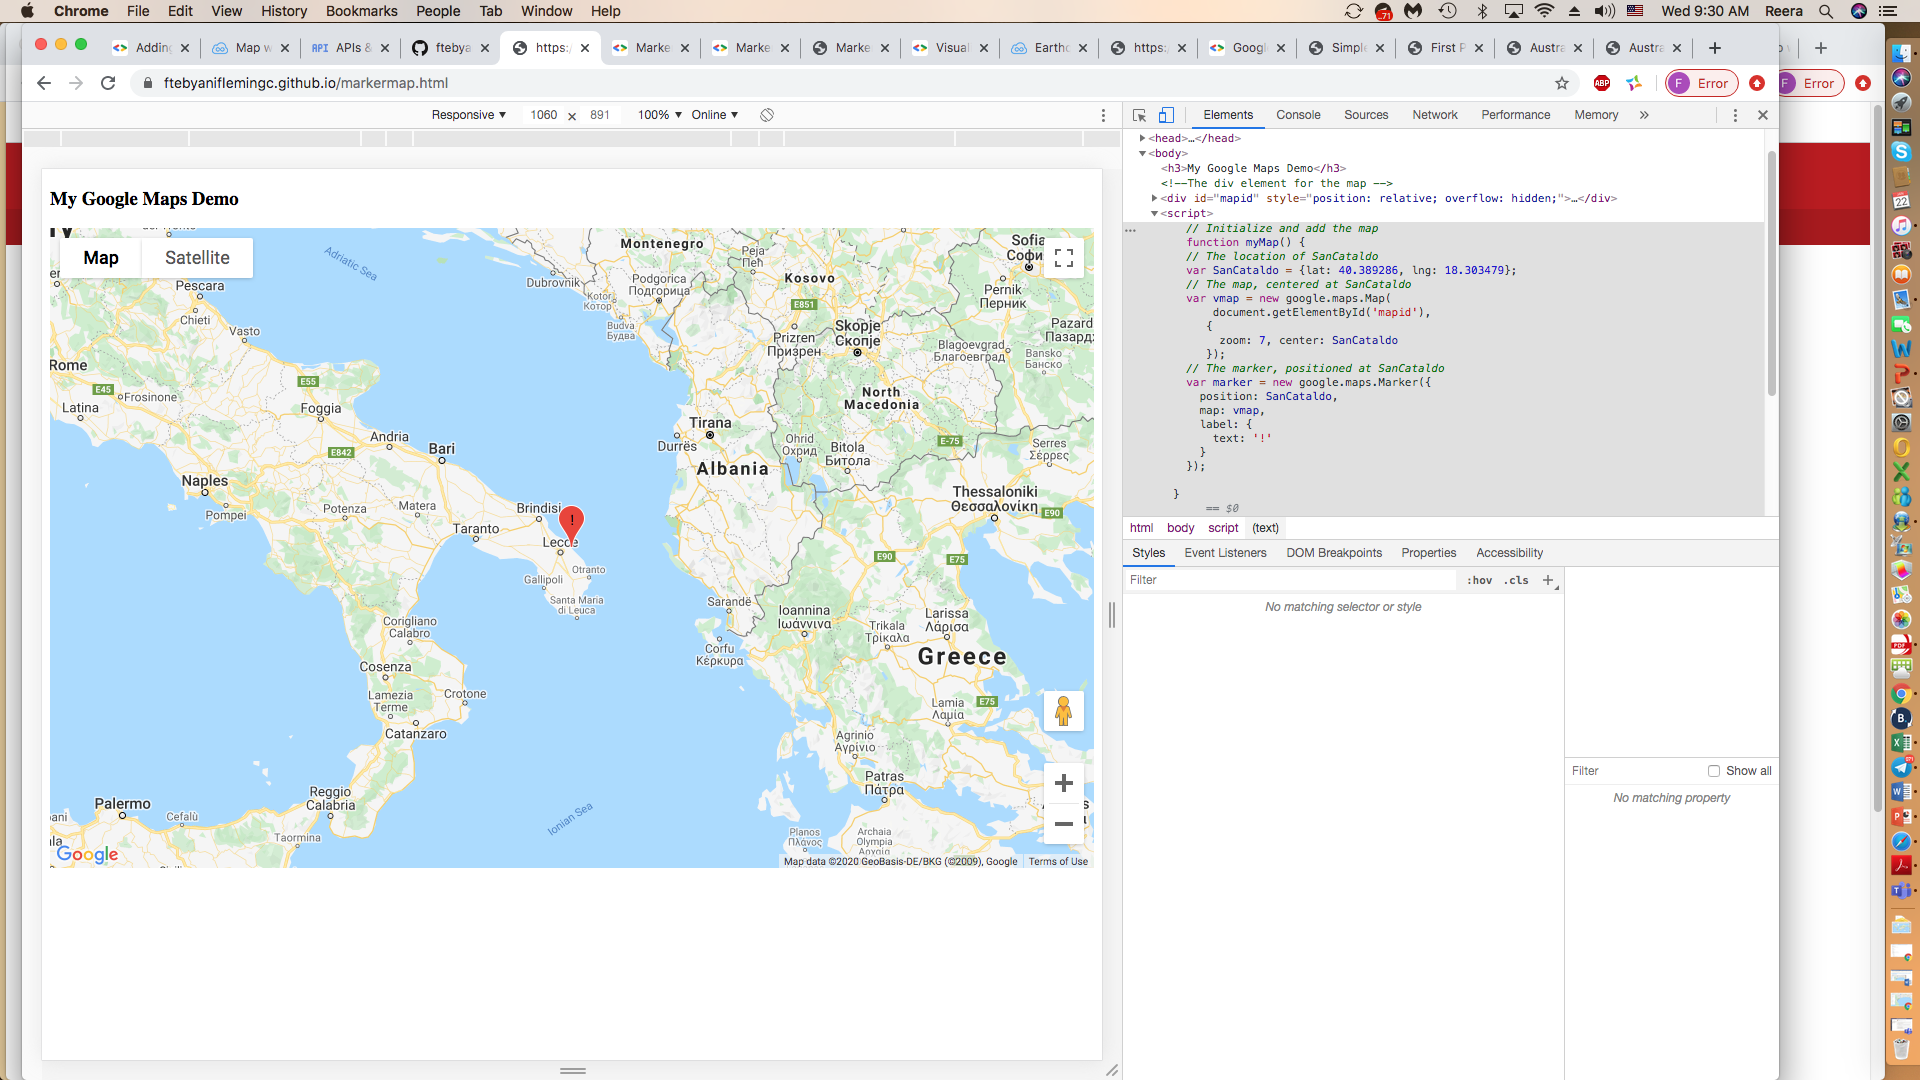 Chrome File Edit View History Bookmarks People Tab Window Help
71 Wed 9:30 AM Reera
Adding Map w API APIs & fteby https: Marke Marke Marke Visual Earthc https: Googl Simple First P Austra Austra
fteyaniflemingc.github.io/markermap.html
ABP F Error F Error
Responsive 1060 × 891 100% Online
Elements Console Sources Network Performance Memory »
<head>…</head>
<body>
<h3>My Google Maps Demo</h3>
<!--The div element for the map -->
<div id="mapid" style="position: relative; overflow: hidden;">…</div>
<script>
// Initialize and add the map
function myMap() {
// The location of SanCataldo
var SanCataldo = {lat: 40.389286, lng: 18.303479};
// The map, centered at SanCataldo
var vmap = new google.maps.Map(
document.getElementById('mapid'),
{
zoom: 7, center: SanCataldo
});
// The marker, positioned at SanCataldo
var marker = new google.maps.Marker({
position: SanCataldo,
map: vmap,
label: {
text: '!'
}
});
}
== $0
html body script (text)
Styles Event Listeners DOM Breakpoints Properties Accessibility
Filter :hov .cls +
No matching selector or style
Filter Show all
No matching property
My Google Maps Demo
Map Satellite
Adriatic Sea
Montenegro
Sofia
Софи
Peja
Пећ
Kosovo
Pescara
Dubrovnik
Podgorica
Подгорица
Pernik
Перник
Kotor
Котор
E851
Chieti
Vasto
Budva
Будва
Skopje
Скопје
Pazard
Пазард
Prizren
Призрен
Blagoevgrad
Благоевград
Bansko
Банско
Rome
E55
E45
Frosinone
North
Macedonia
Latina
Foggia
Tirana
Andria
Bari
Durrës
Ohrid
Охрид
Bitola
Битола
E-75
Serres
Σέρρες
E842
Albania
Naples
Thessaloniki
Θεσσαλονίκη
E90
Potenza
Matera
Brindisi
!
Pompei
Taranto
Lecce
E90
E75
Gallipoli
Otranto
Santa Maria
di Leuca
Sarandë
Ioannina
Ιωάννινα
Larissa
Λάρισα
Corigliano
Calabro
Trikala
Τρίκαλα
Corfu
Κέρκυρα
Greece
Cosenza
Lamezia
Terme
Crotone
Lamia
Λαμία
E75
Catanzaro
Agrinio
Αγρίνιο
Patras
Πάτρα
Reggio
Calabria
Palermo
Cefalù
Ionian Sea
Taormina
Planos
Πλάνος
Archaia
Olympia
Αρχαία
Google
Map data ©2020 GeoBasis-DE/BKG (©2009), Google Terms of Use